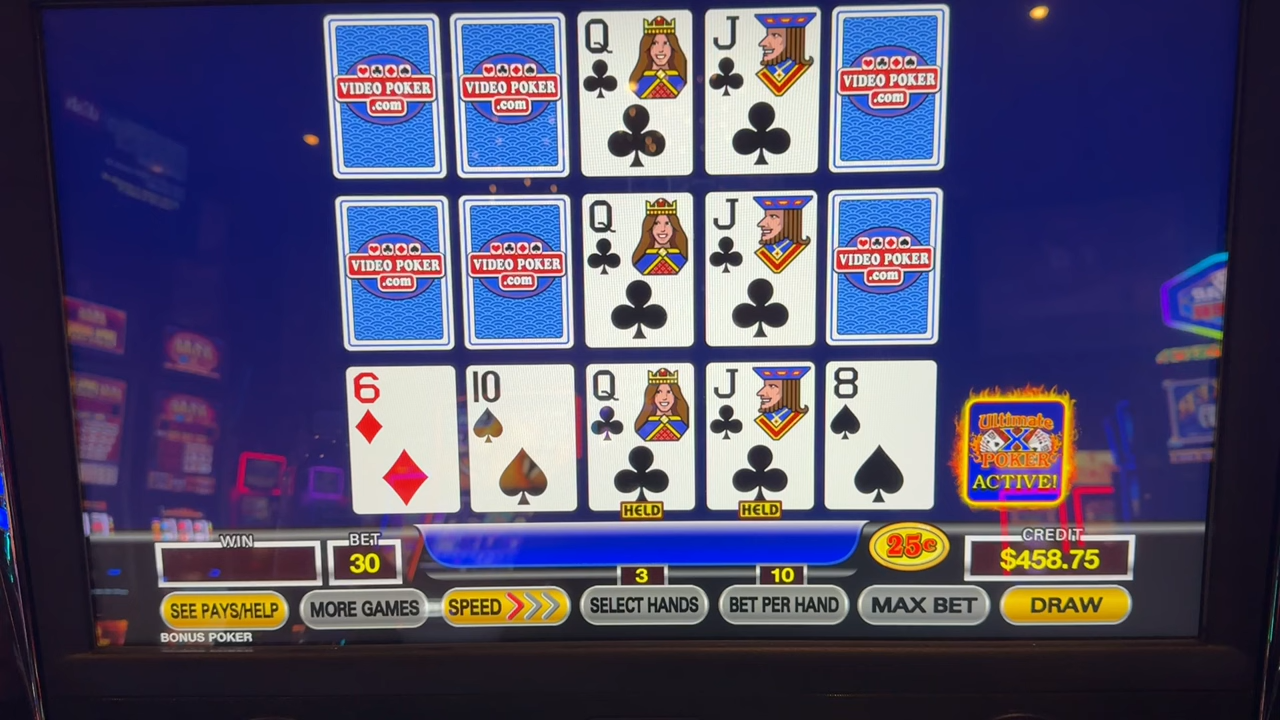 VIDEO POKER
.com
VIDEO POKER
.com
Q
J
VIDEO POKER
.com
VIDEO POKER
.com
VIDEO POKER
.com
Q
J
VIDEO POKER
.com
6
10
Q
J
8
HELD
HELD
Ultimate
X
POKER
ACTIVE!
WIN
BET
30
25¢
CREDIT
$458.75
3
10
SEE PAYS/HELP
MORE GAMES
SPEED
SELECT HANDS
BET PER HAND
MAX BET
DRAW
BONUS POKER